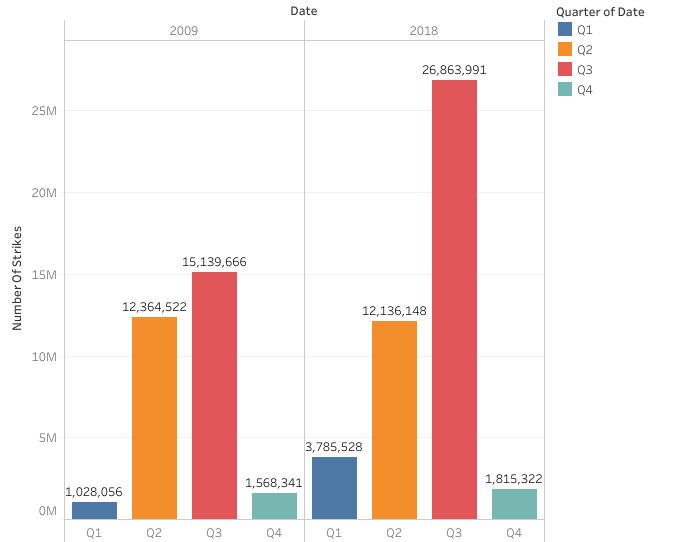 Date
2009
2018
Quarter of Date
Q1
Q2
Q3
Q4
Number Of Strikes
25M
20M
15M
10M
5M
0M
1,028,056
12,364,522
15,139,666
1,568,341
3,785,528
12,136,148
26,863,991
1,815,322
Q1 Q2 Q3 Q4 Q1 Q2 Q3 Q4